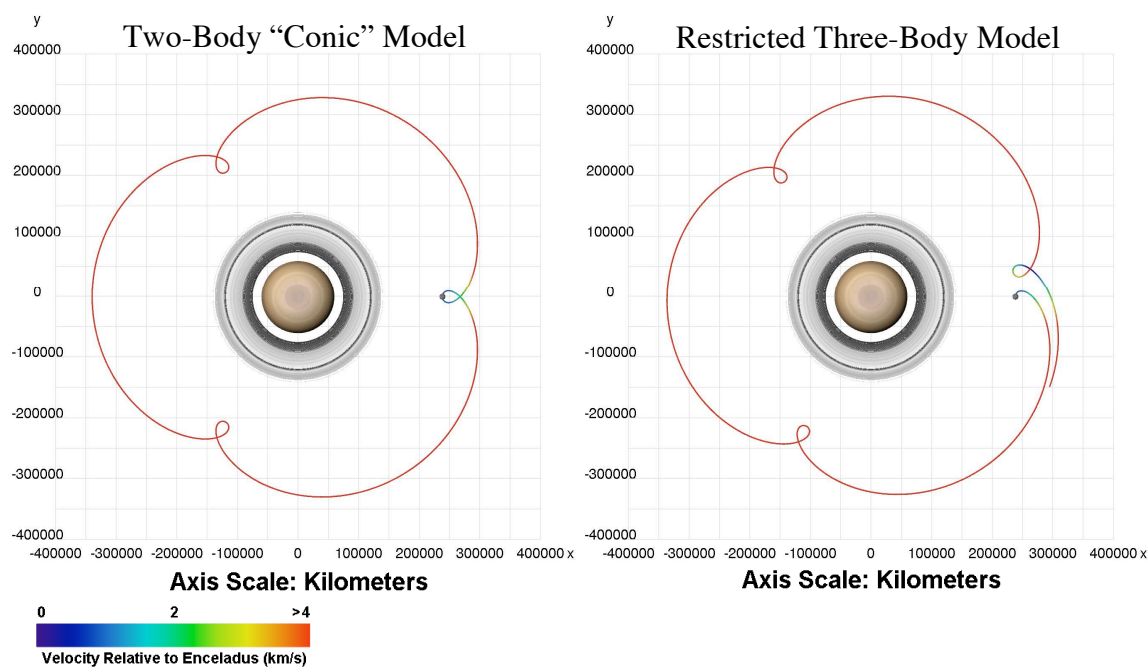 Two-Body “Conic” Model
y
400000
300000
200000
100000
0
-100000
-200000
-300000
-400000
-400000 -300000 -200000 -100000 0 100000 200000 300000 400000 x
Axis Scale: Kilometers
0 2 >4
Velocity Relative to Enceladus (km/s)
Restricted Three-Body Model
y
400000
300000
200000
100000
0
-100000
-200000
-300000
-400000
-400000 -300000 -200000 -100000 0 100000 200000 300000 400000 x
Axis Scale: Kilometers